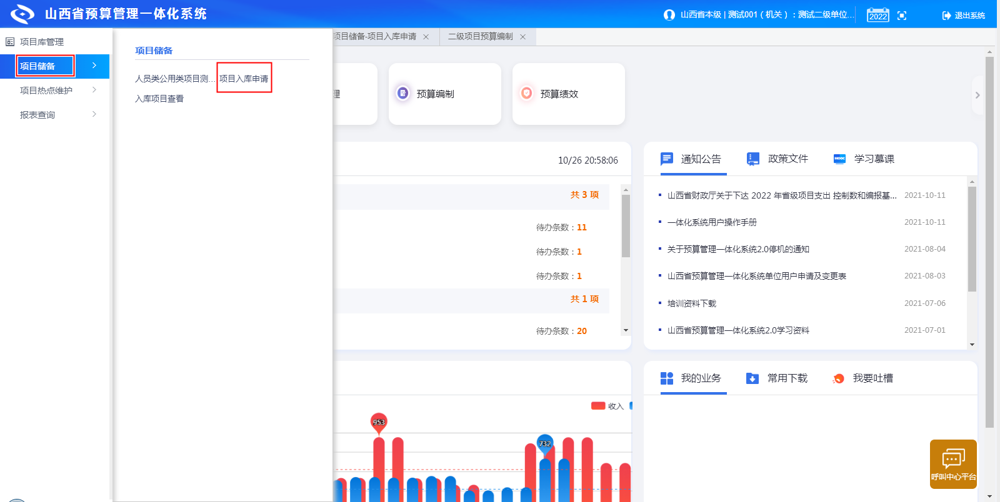 山西省预算管理一体化系统
山西省本级 | 测试001（机关）：测试二级单位...
2022
退出系统
项目库管理
项目储备
项目热点维护
报表查询
项目储备
人员类公用类项目测...
项目入库申请
入库项目查看
项目储备-项目入库申请
二级项目预算编制
理
预算编制
预算绩效
10/26 20:58:06
共 3 项
待办条数：11
待办条数：1
待办条数：1
共 1 项
待办条数：20
通知公告
政策文件
MOOC
学习慕课
山西省财政厅关于下达 2022 年省级项目支出 控制数和编报基... 2021-10-11
一体化系统用户操作手册 2021-10-11
关于预算管理一体化系统2.0停机的通知 2021-08-04
山西省预算管理一体化系统单位用户申请及变更表 2021-08-03
培训资料下载 2021-07-06
山西省预算管理一体化系统2.0学习资料 2021-07-01
收入
953
732
我的业务
常用下载
我要吐槽
呼叫中心平台